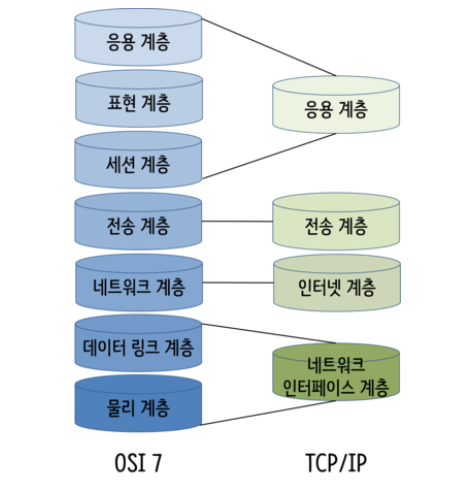 응용 계층
표현 계층
세션 계층
전송 계층
네트워크 계층
데이터 링크 계층
물리 계층
OSI 7
응용 계층
전송 계층
인터넷 계층
네트워크
인터페이스 계층
TCP/IP